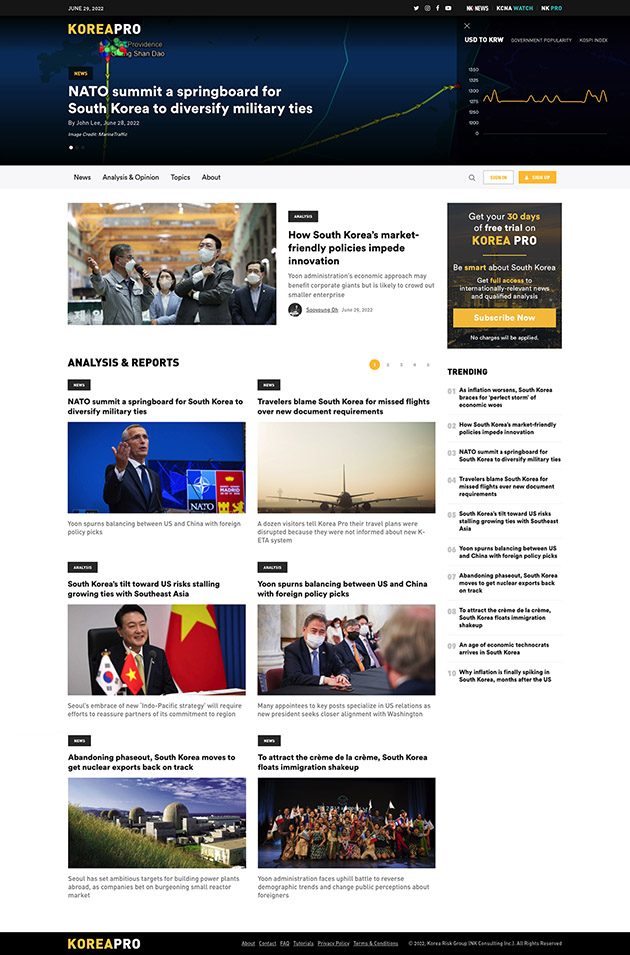 JUNE 29, 2022
NK NEWS
KCNA WATCH
NK PRO
KOREAPRO
Providence
ng Shan Dao
NEWS
NATO summit a springboard for
South Korea to diversify military ties
By John Lee, June 28, 2022
Image Credit: MarineTraffic
USD TO KRW
GOVERNMENT POPULARITY
KOSPI INDEX
1350
1300
1275
1250
1200
0
News
Analysis & Opinion
Topics
About
SIGN IN
SIGN UP
ANALYSIS
How South Korea's market-
friendly policies impede
innovation
Yoon administration's economic approach may
benefit corporate giants but is likely to crowd out
smaller enterprise
Sooyoung Oh June 29, 2022
Get your 30 days
of free trial on
KOREA PRO
Be smart about South Korea
Get full access to
internationally-relevant news
and qualified analysis
Subscribe Now
No charges will be applied.
ANALYSIS & REPORTS
1 2 3 4 5
NEWS
NATO summit a springboard for South Korea to
diversify military ties
NATO
OTAN
MADRID
Yoon spurns balancing between US and China with foreign
policy picks
NEWS
Travelers blame South Korea for missed flights
over new document requirements
A dozen visitors tell Korea Pro their travel plans were
disrupted because they were not informed about new K-
ETA system
ANALYSIS
South Korea's tilt toward US risks stalling
growing ties with Southeast Asia
Seoul's embrace of new 'Indo-Pacific strategy' will require
efforts to reassure partners of its commitment to region
ANALYSIS
Yoon spurns balancing between US and China
with foreign policy picks
Many appointees to key posts specialize in US relations as
new president seeks closer alignment with Washington
NEWS
Abandoning phaseout, South Korea moves to
get nuclear exports back on track
Seoul has set ambitious targets for building power plants
abroad, as companies bet on burgeoning small reactor
market
NEWS
To attract the crème de la crème, South Korea
floats immigration shakeup
Yoon administration faces uphill battle to reverse
demographic trends and change public perceptions about
foreigners
TRENDING
01 As inflation worsens, South Korea
braces for 'perfect storm' of
economic woes
02 How South Korea's market-friendly
policies impede innovation
03 NATO summit a springboard for
South Korea to diversify military ties
04 Travelers blame South Korea for
missed flights over new document
requirements
05 South Korea's tilt toward US risks
stalling growing ties with Southeast
Asia
06 Yoon spurns balancing between US
and China with foreign policy picks
07 Abandoning phaseout, South Korea
moves to get nuclear exports back
on track
08 To attract the crème de la crème,
South Korea floats immigration
shakeup
09 An age of economic technocrats
arrives in South Korea
10 Why inflation is finally spiking in
South Korea, months after the US
KOREAPRO
About Contact FAQ Tutorials Privacy Policy Terms & Conditions
© 2022, Korea Risk Group (NK Consulting Inc.). All Rights Reserved